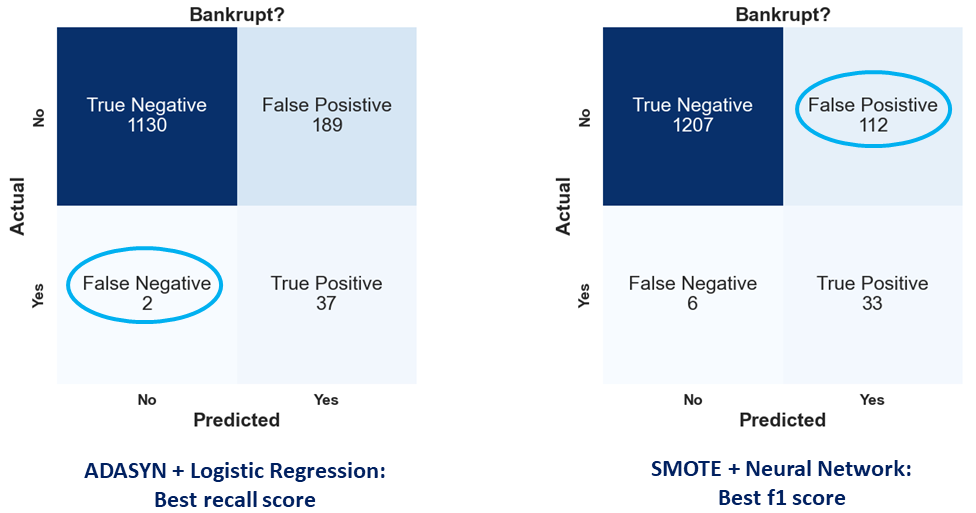 Bankrupt?
True Negative
1130
False Posistive
189
False Negative
2
True Positive
37
No
Yes
Actual
No
Yes
Predicted
ADASYN + Logistic Regression:
Best recall score
Bankrupt?
True Negative
1207
False Posistive
112
False Negative
6
True Positive
33
No
Yes
Actual
No
Yes
Predicted
SMOTE + Neural Network:
Best f1 score